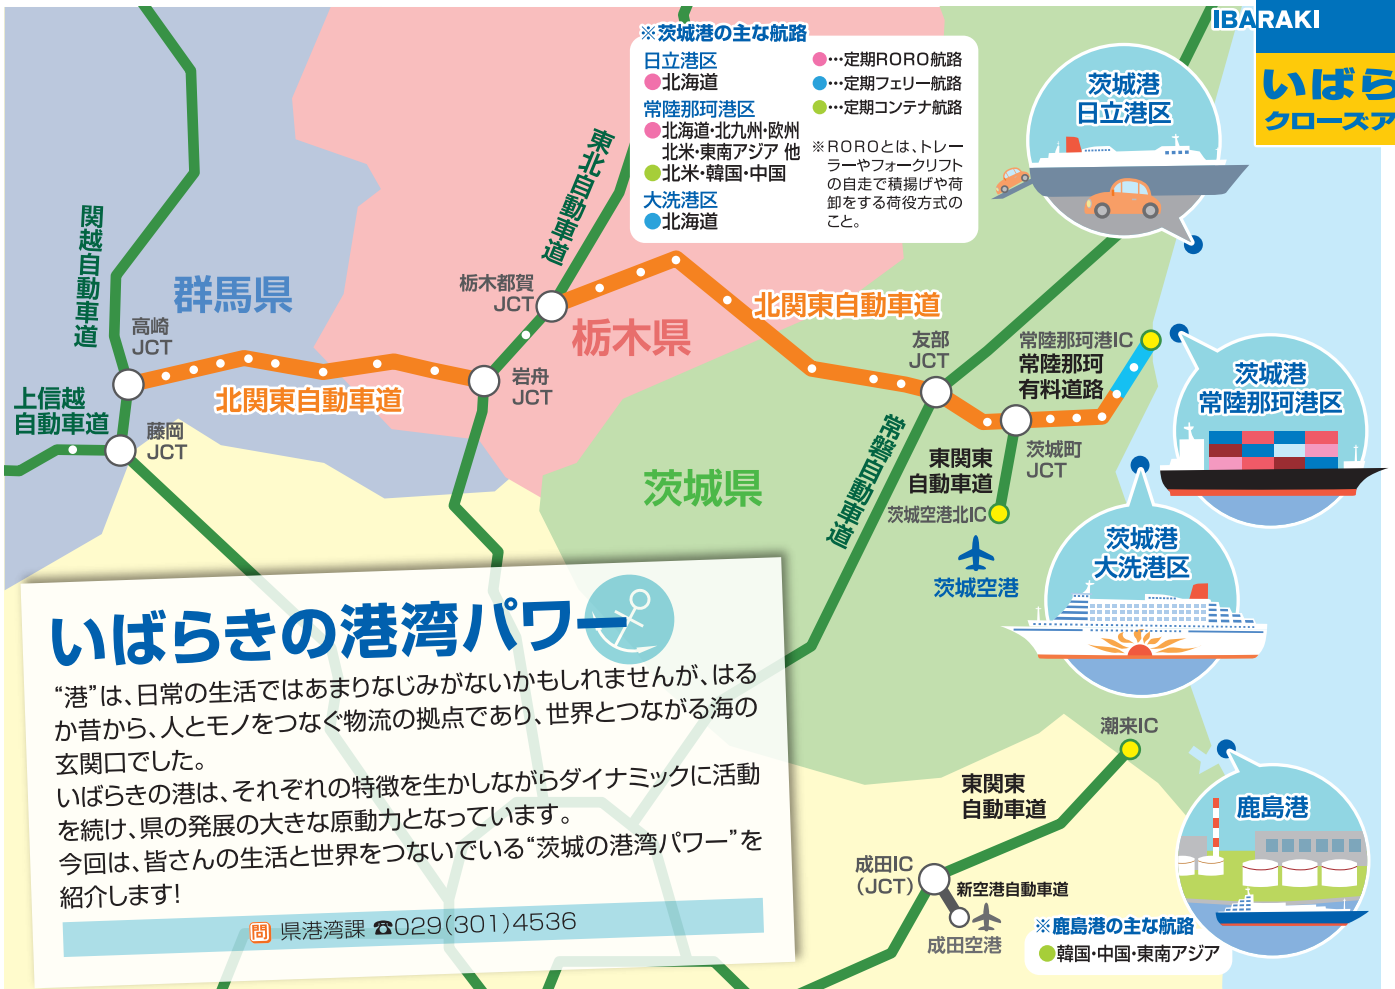 IBARAKI
いばら
クローズア
※茨城港の主な航路
日立港区
●北海道
常陸那珂港区
●北海道・北九州・欧州
北米・東南アジア 他
●北米・韓国・中国
大洗港区
●北海道
●…定期RORO航路
●…定期フェリー航路
●…定期コンテナ航路
※ROROとは、トレー
ラーやフォークリフト
の自走で積揚げや荷
卸をする荷役方式の
こと。
茨城港
日立港区
関越自動車道
東北自動車道
群馬県
栃木都賀
JCT
栃木県
北関東自動車道
高崎
JCT
北関東自動車道
岩舟
JCT
友部
JCT
常陸那珂港IC
常陸那珂
有料道路
茨城港
常陸那珂港区
上信越
自動車道
藤岡
JCT
茨城県
常磐自動車道
東関東
自動車道
茨城町
JCT
茨城空港北IC
茨城空港
茨城港
大洗港区
いばらきの港湾パワー
“港”は、日常の生活ではあまりなじみがないかもしれませんが、はる
か昔から、人とモノをつなぐ物流の拠点であり、世界とつながる海の
玄関口でした。
いばらきの港は、それぞれの特徴を生かしながらダイナミックに活動
を続け、県の発展の大きな原動力となっています。
今回は、皆さんの生活と世界をつないでいる“茨城の港湾パワー”を
紹介します!
問 県港湾課 ☎029(301)4536
潮来IC
東関東
自動車道
鹿島港
成田IC
(JCT)
新空港自動車道
成田空港
※鹿島港の主な航路
●韓国・中国・東南アジア